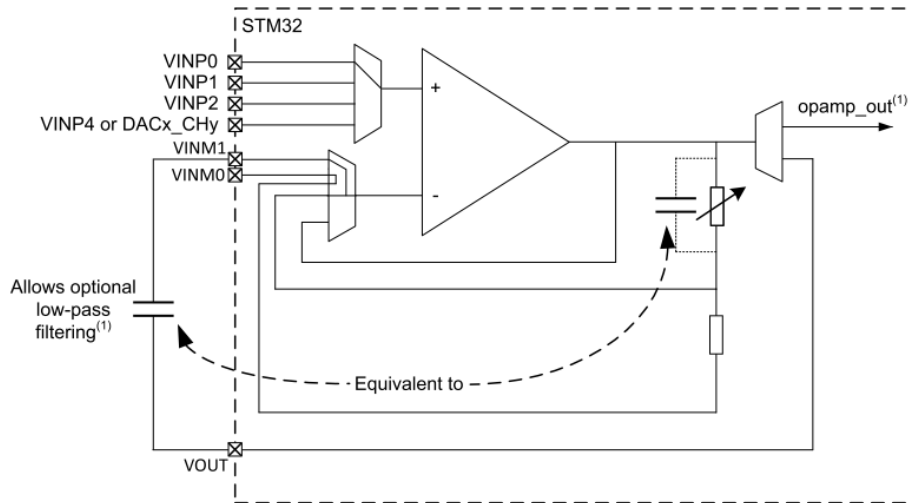 STM32
VINP0
VINP1
VINP2
VINP4 or DACx_CHy
VINM1
VINM0
+
-
opamp_out(1)
Allows optional
low-pass
filtering(1)
Equivalent to
VOUT